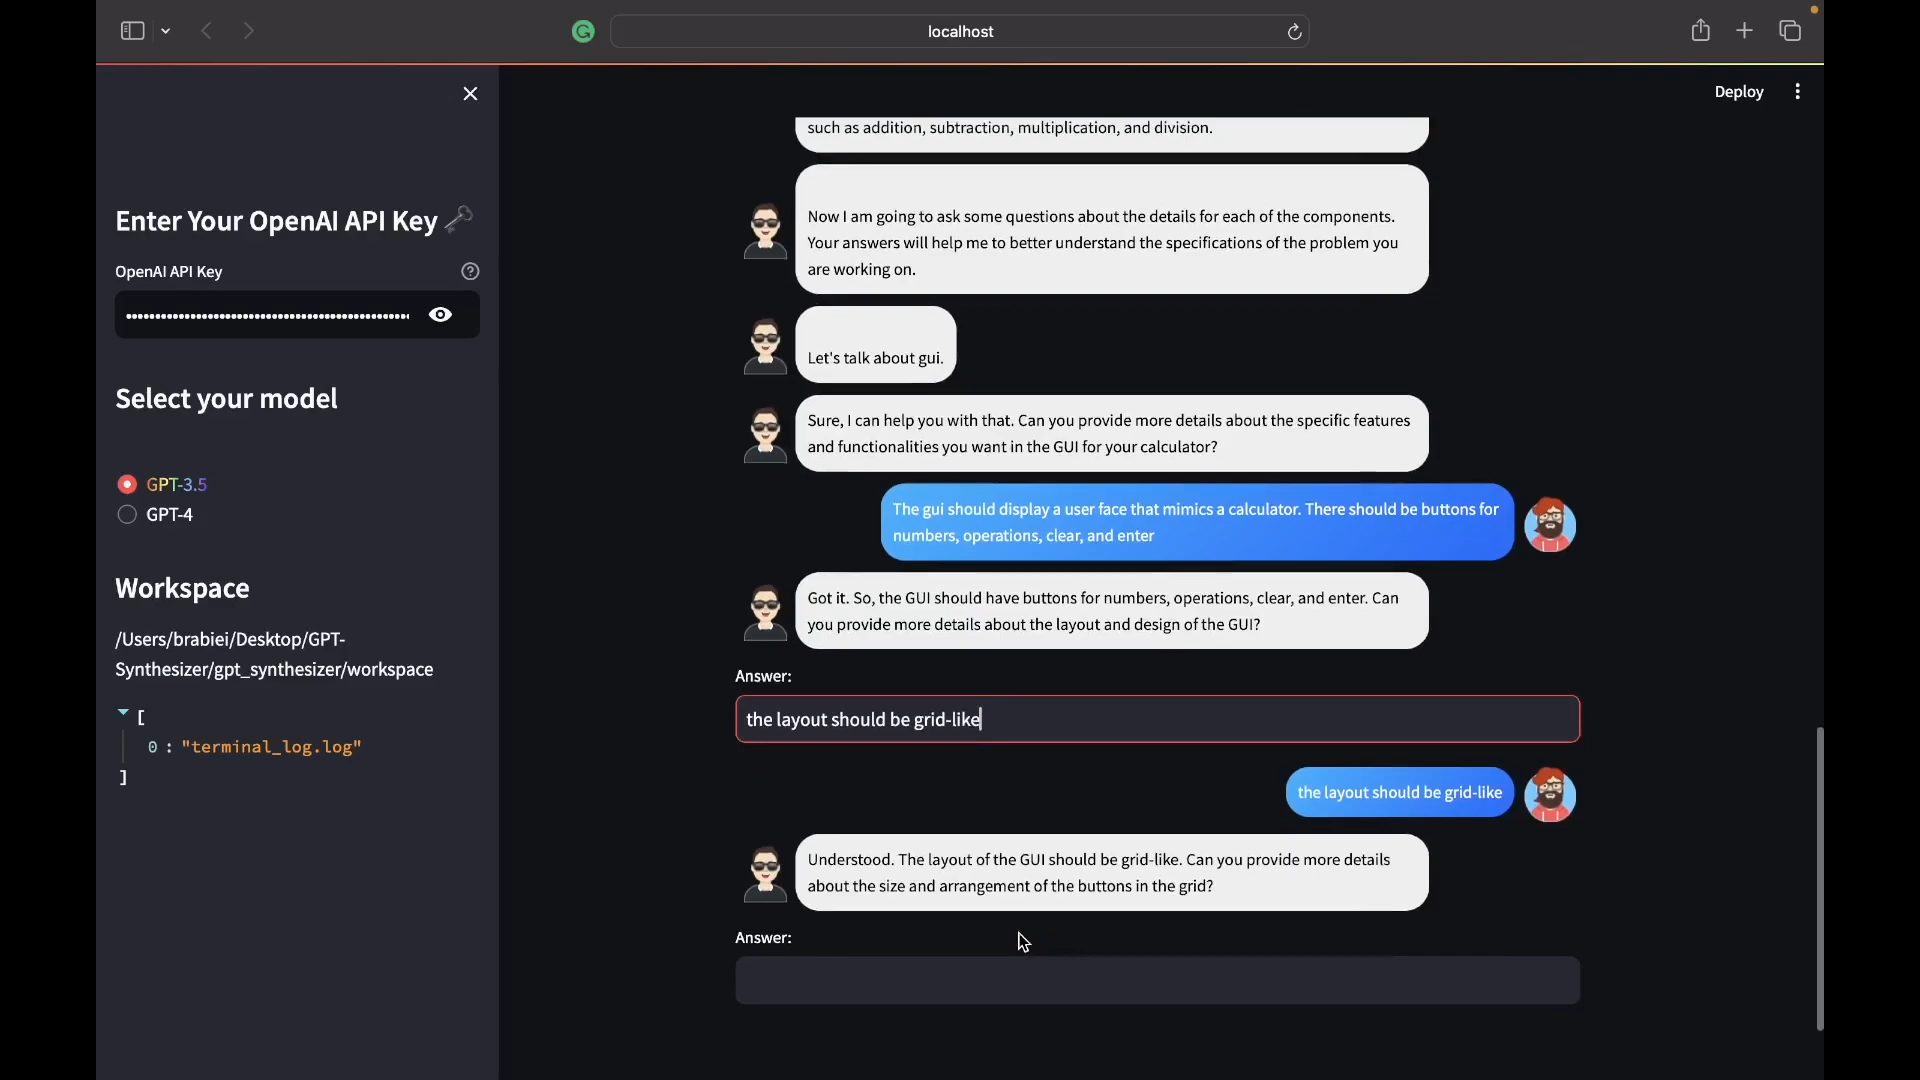 localhost
Deploy
Enter Your OpenAI API Key
OpenAI API Key
Select your model
GPT-3.5
GPT-4
Workspace
/Users/brabiei/Desktop/GPT-
Synthesizer/gpt_synthesizer/workspace
[
0 : "terminal_log.log"
]
such as addition, subtraction, multiplication, and division.
Now I am going to ask some questions about the details for each of the components.
Your answers will help me to better understand the specifications of the problem you
are working on.
Let's talk about gui.
Sure, I can help you with that. Can you provide more details about the specific features
and functionalities you want in the GUI for your calculator?
The gui should display a user face that mimics a calculator. There should be buttons for
numbers, operations, clear, and enter
Got it. So, the GUI should have buttons for numbers, operations, clear, and enter. Can
you provide more details about the layout and design of the GUI?
Answer:
the layout should be grid-like
the layout should be grid-like
Understood. The layout of the GUI should be grid-like. Can you provide more details
about the size and arrangement of the buttons in the grid?
Answer: